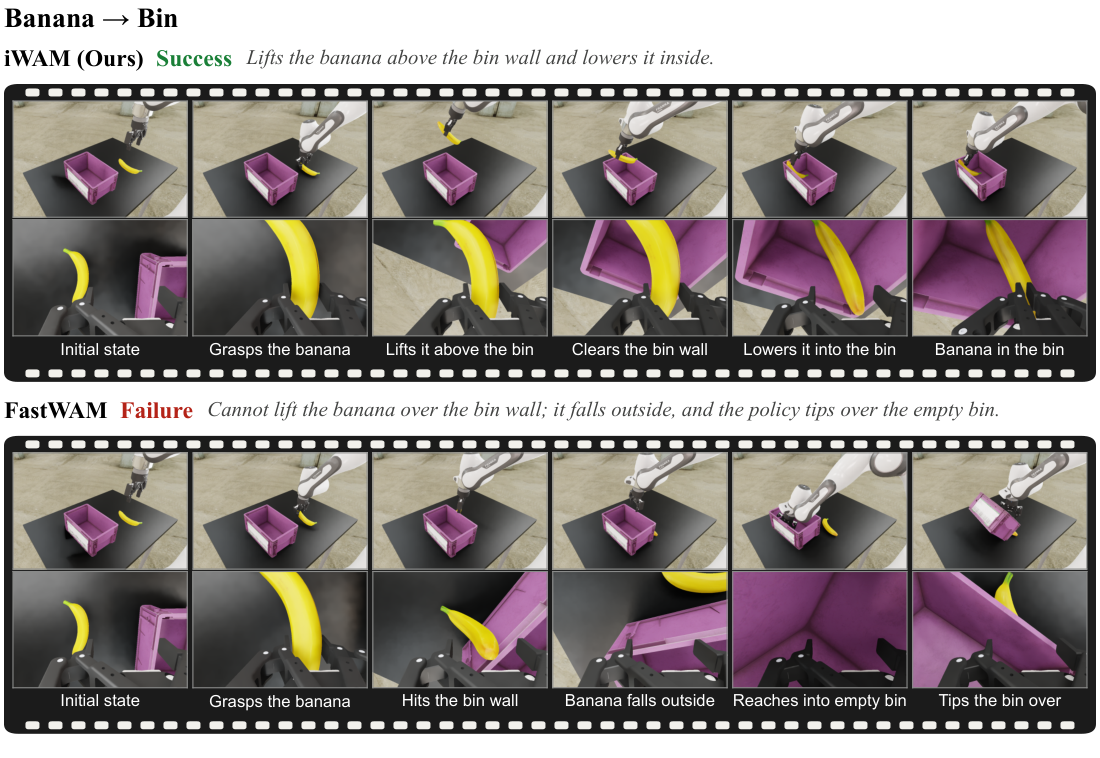 Banana → Bin
iWAM (Ours) Success Lifts the banana above the bin wall and lowers it inside.
Initial state Grasps the banana Lifts it above the bin Clears the bin wall Lowers it into the bin Banana in the bin
FastWAM Failure Cannot lift the banana over the bin wall; it falls outside, and the policy tips over the empty bin.
Initial state Grasps the banana Hits the bin wall Banana falls outside Reaches into empty bin Tips the bin over